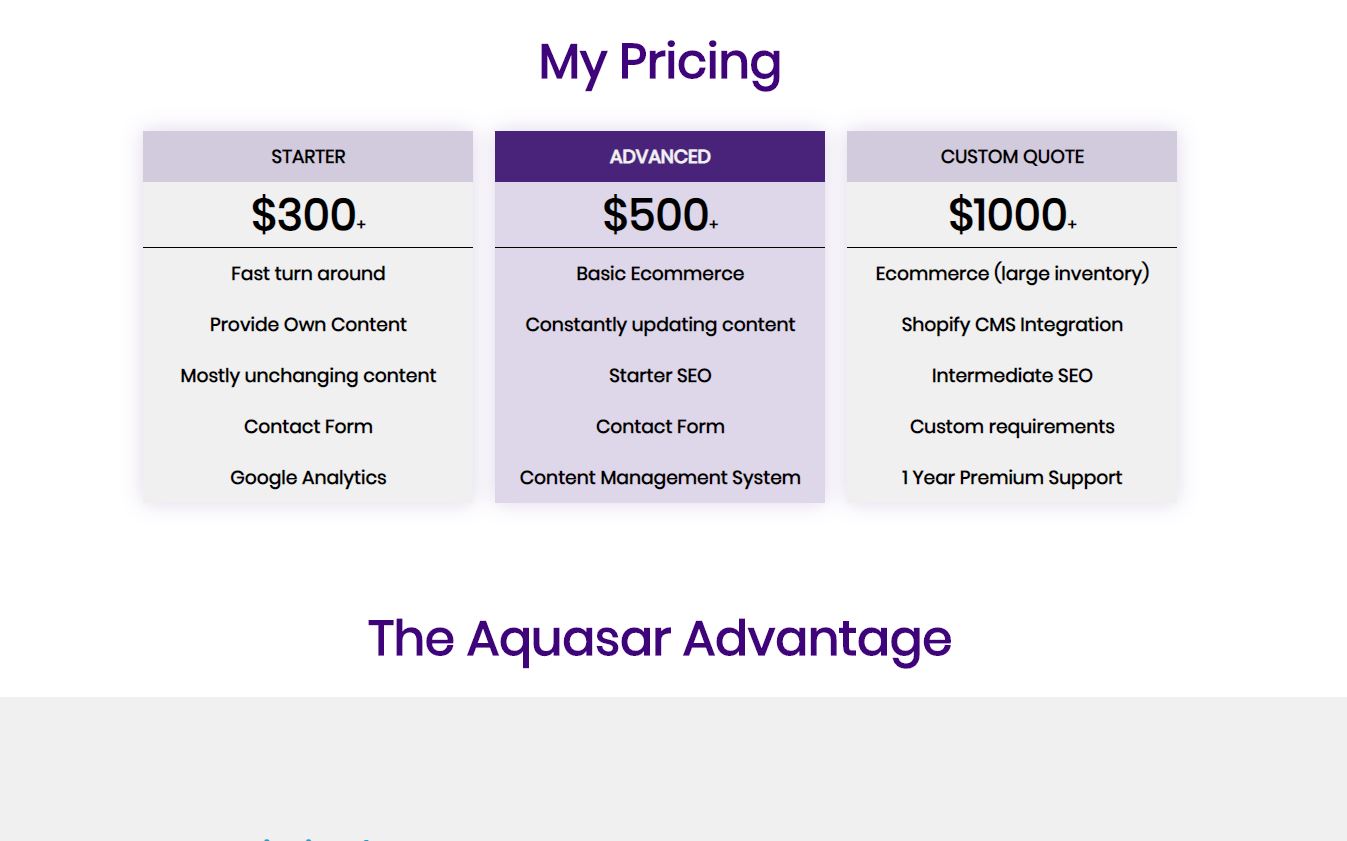 My Pricing
STARTER
$300+
Fast turn around
Provide Own Content
Mostly unchanging content
Contact Form
Google Analytics
ADVANCED
$500+
Basic Ecommerce
Constantly updating content
Starter SEO
Contact Form
Content Management System
CUSTOM QUOTE
$1000+
Ecommerce (large inventory)
Shopify CMS Integration
Intermediate SEO
Custom requirements
1 Year Premium Support
The Aquasar Advantage